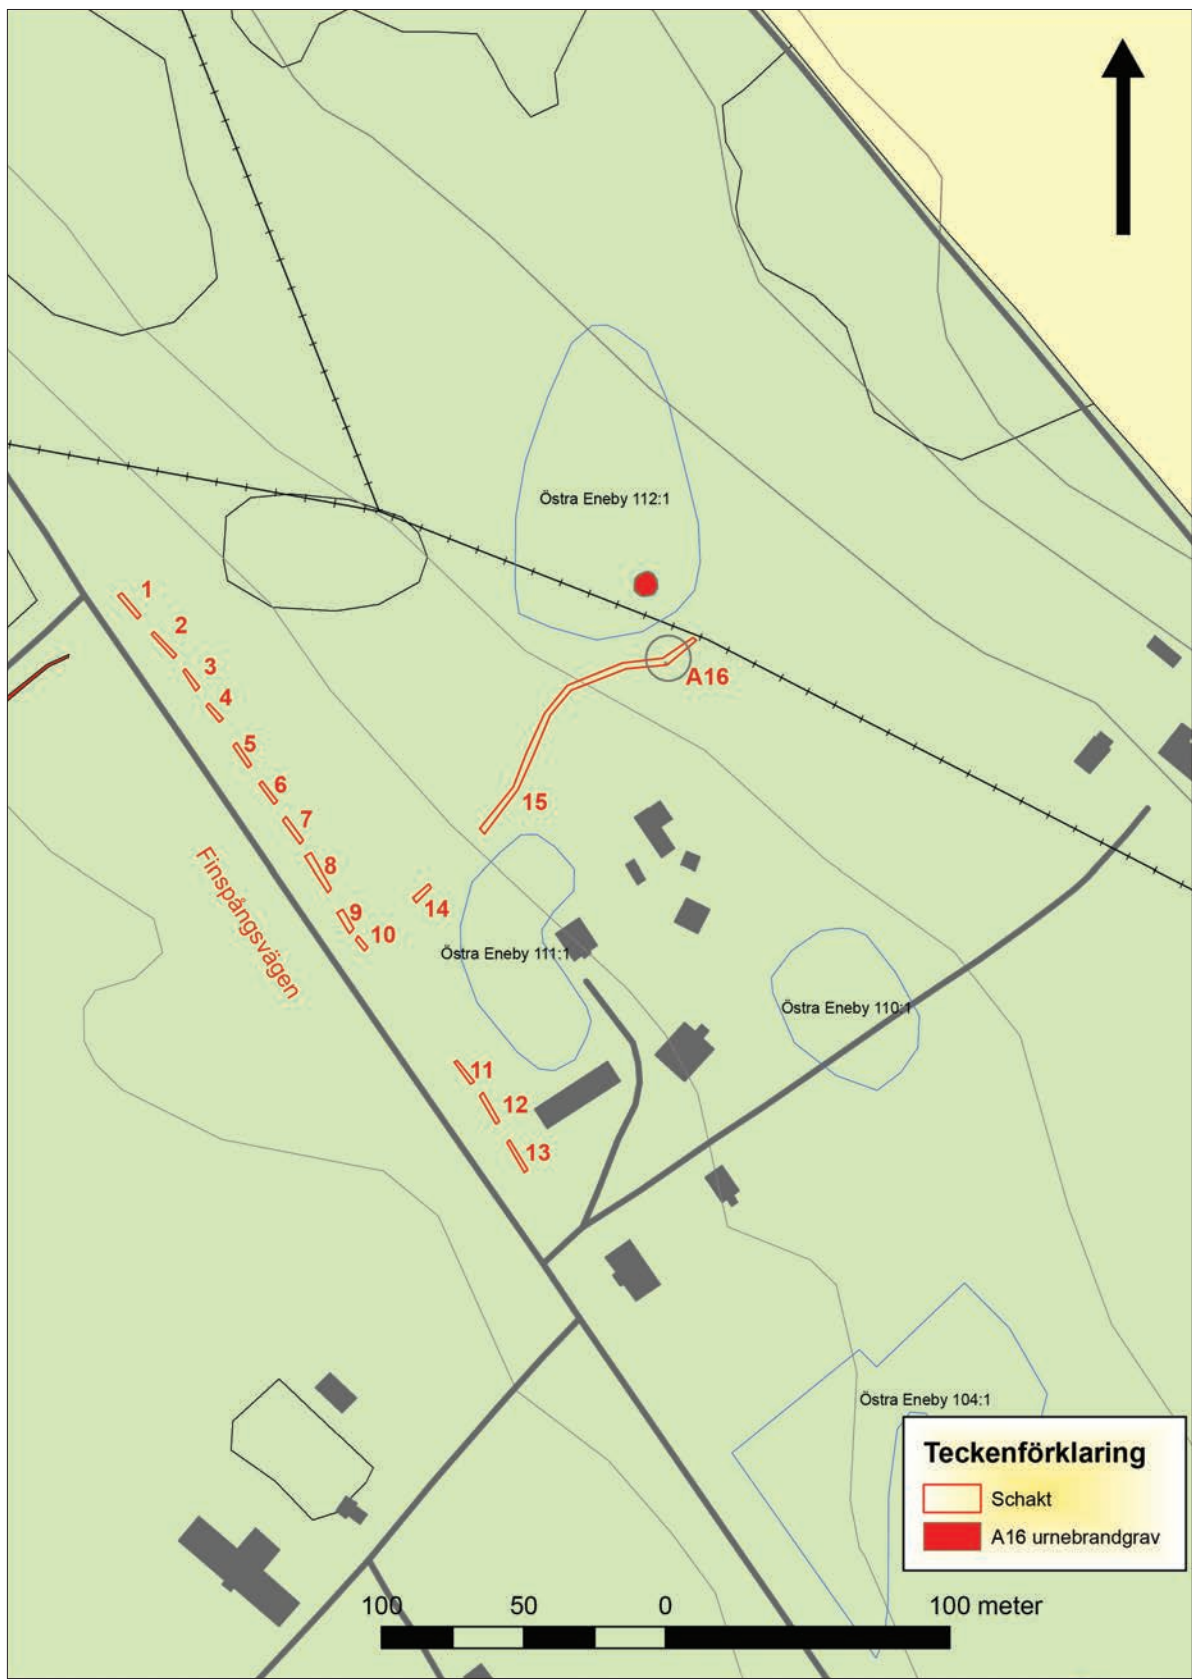 Östra Eneby 112:1
1
2
3
A16
4
5
6
15
7
8
9
14
10
Finspångsvägen
Östra Eneby 111:1
Östra Eneby 110:1
11
12
13
Östra Eneby 104:1
Teckenförklaring
Schakt
A16 urnebrandgrav
100 50 0 100 meter